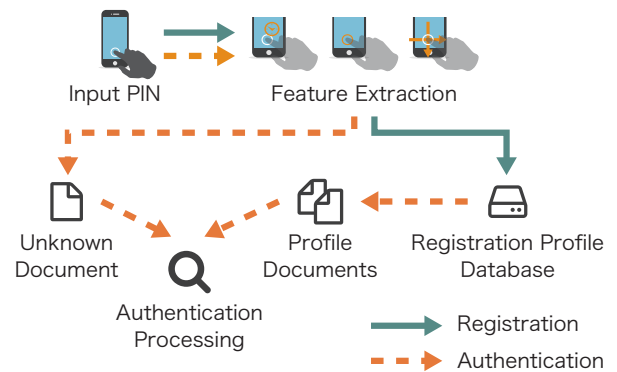 Input PIN
Feature Extraction
Unknown
Document
Profile
Documents
Registration Profile
Database
Authentication
Processing
Registration
Authentication